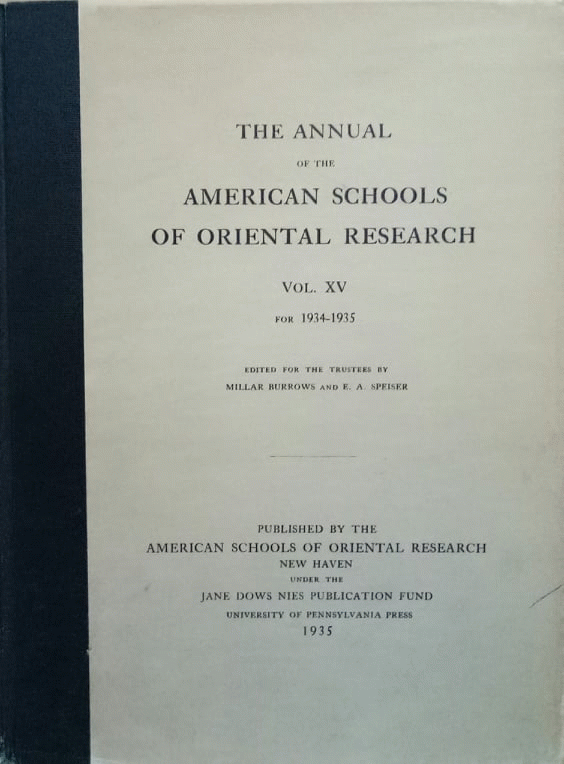 THE ANNUAL
OF THE
AMERICAN SCHOOLS
OF ORIENTAL RESEARCH
VOL. XV
FOR 1934-1935
EDITED FOR THE TRUSTEES BY
MILLAR BURROWS AND E. A. SPEISER
PUBLISHED BY THE
AMERICAN SCHOOLS OF ORIENTAL RESEARCH
NEW HAVEN
UNDER THE
JANE DOWS NIES PUBLICATION FUND
UNIVERSITY OF PENNSYLVANIA PRESS
1935